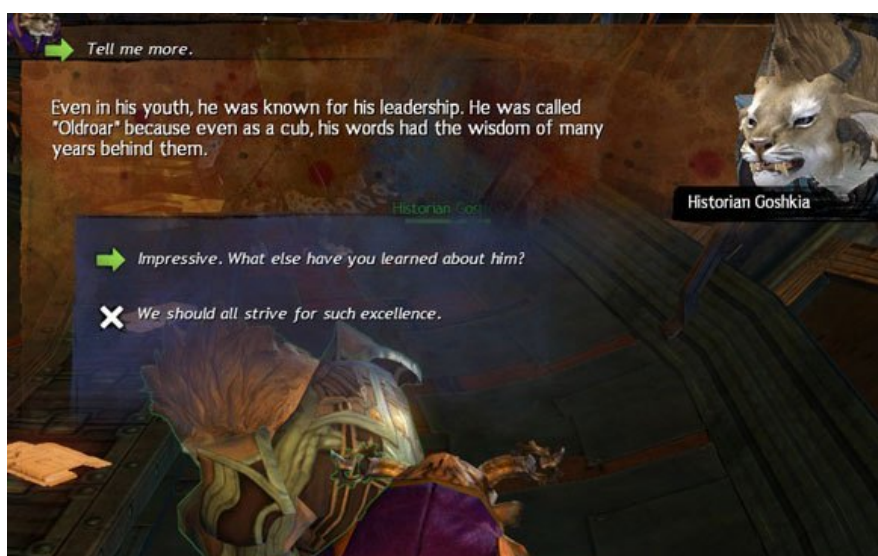 Tell me more.
Even in his youth, he was known for his leadership. He was called
"Oldroar" because even as a cub, his words had the wisdom of many
years behind them.
Historian Goshkia
Historian Gos
Impressive. What else have you learned about him?
We should all strive for such excellence.